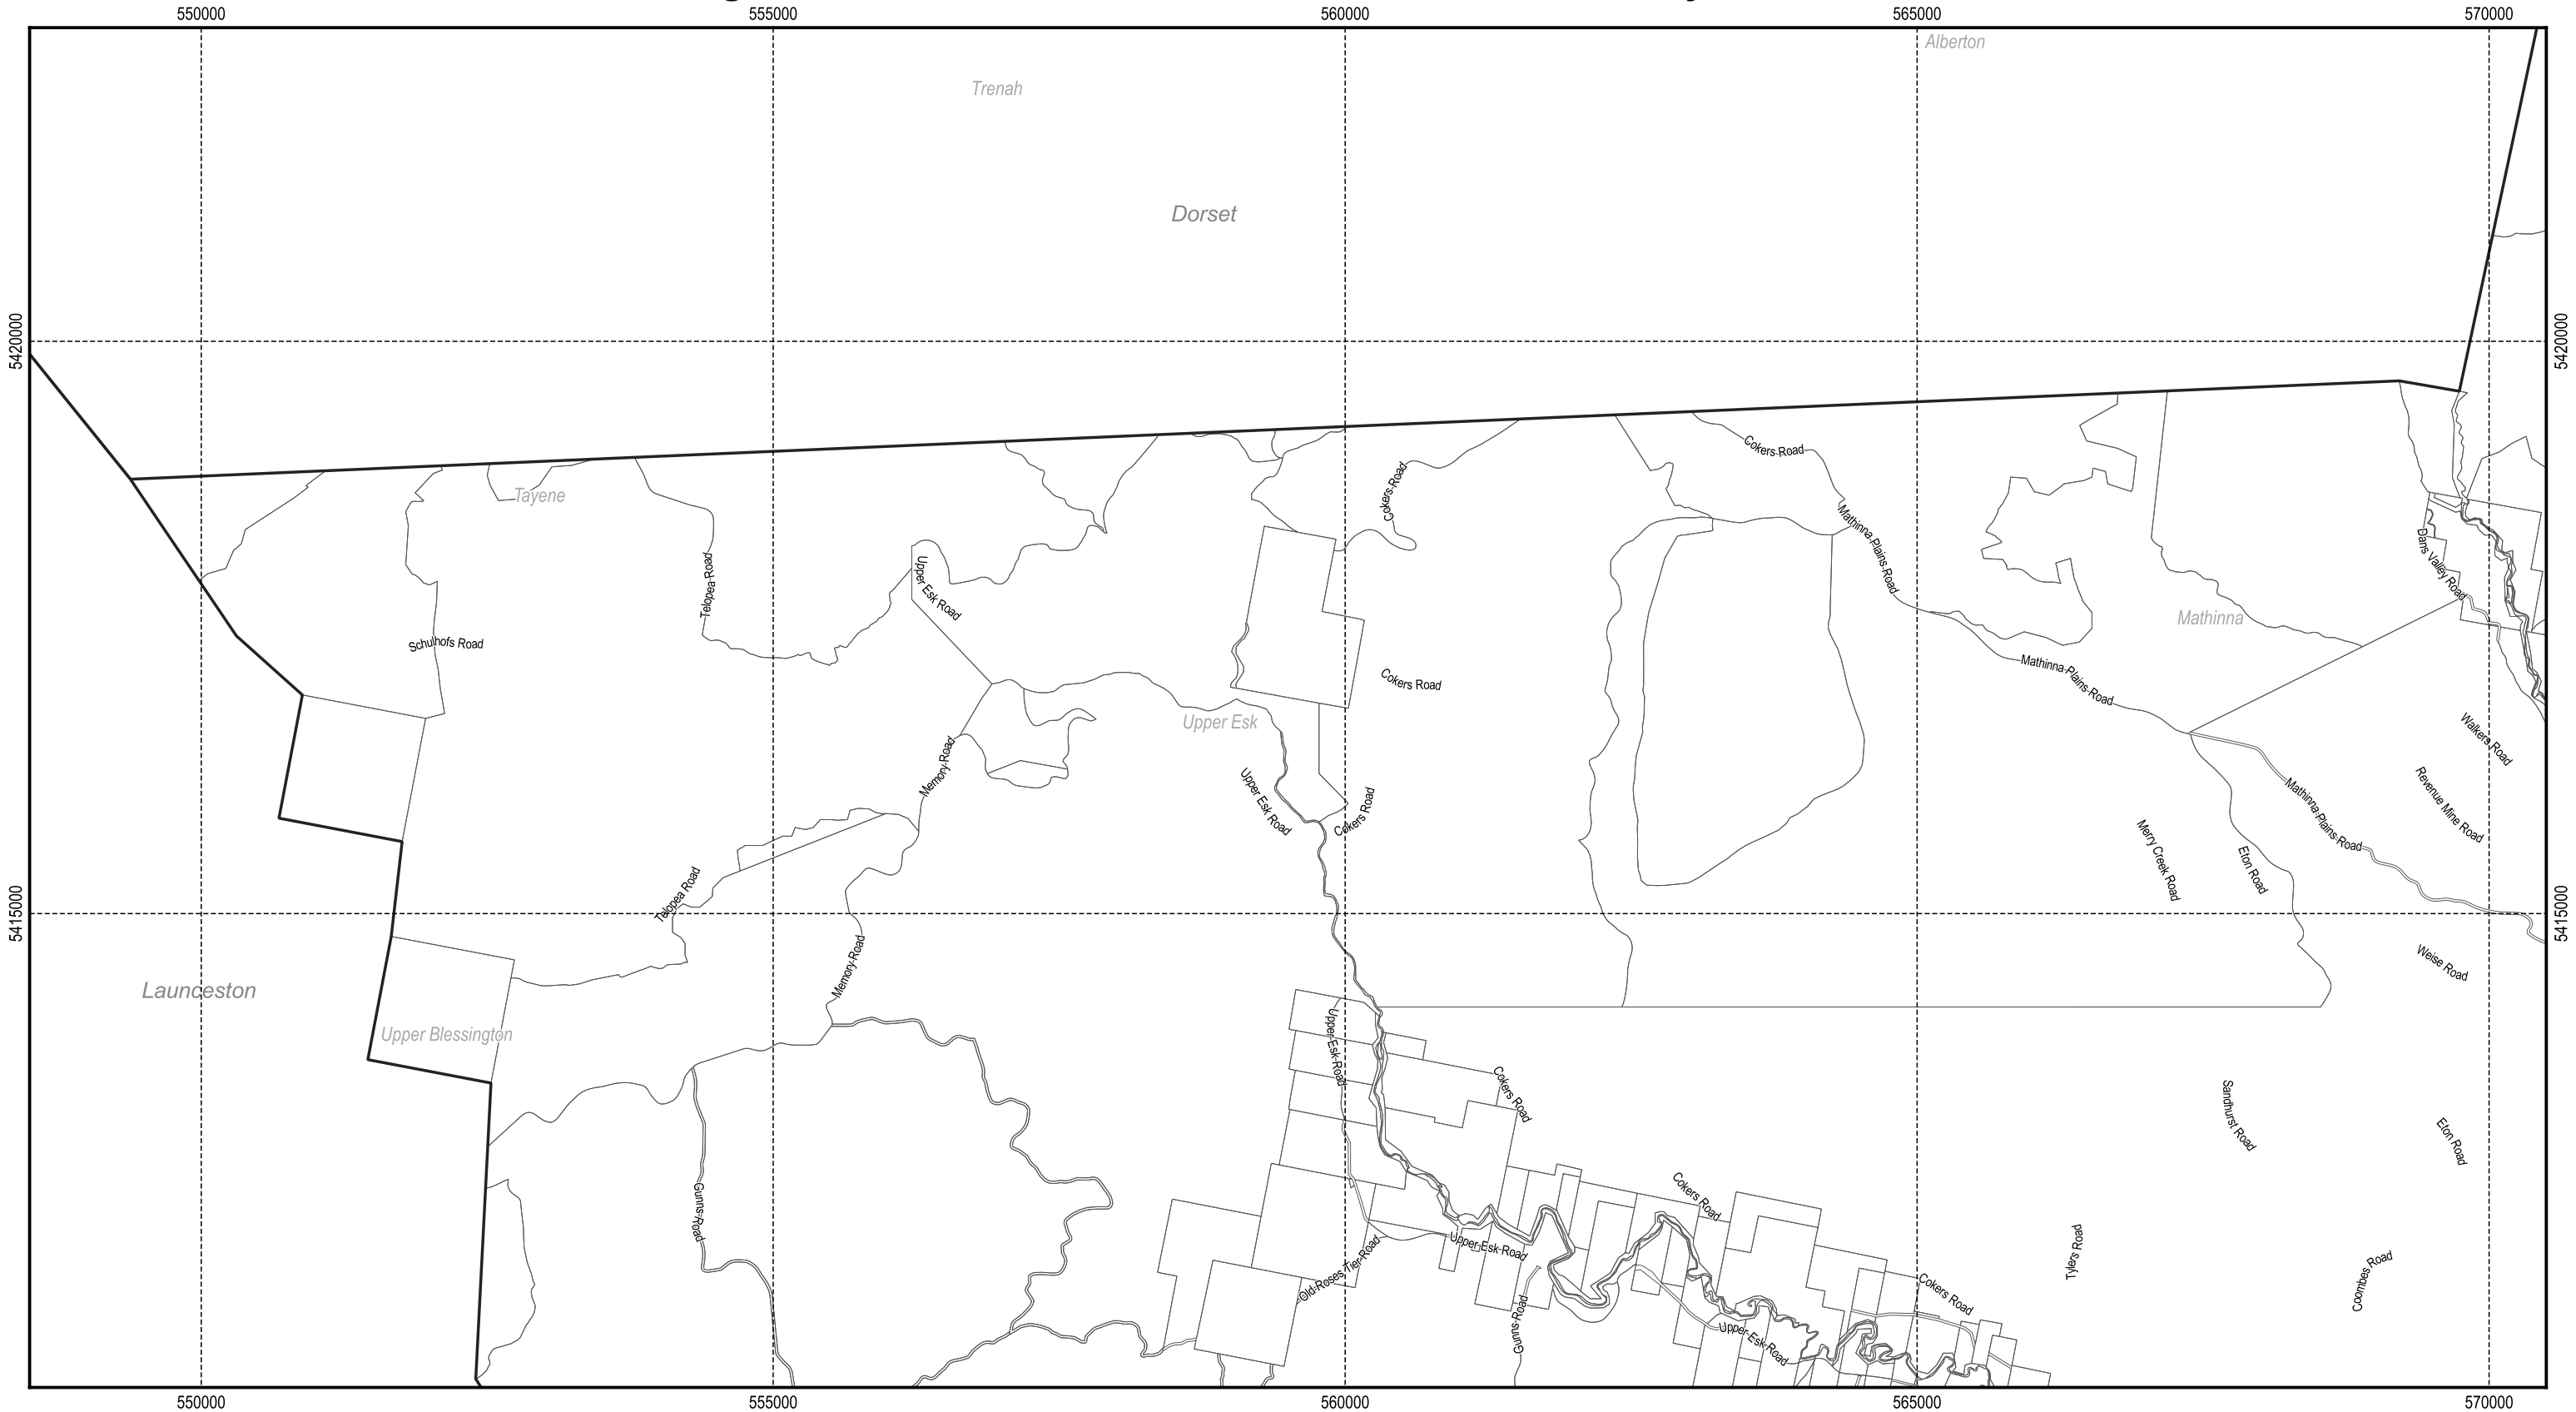 550000
555000
560000
565000
570000
Alberton
Trenah
Dorset
5420000
5420000
Cokers Road
Cokers Road
Tayene
Mathinna Plains Road
Telopea Road
Upper Esk Road
Dans Valley Road
Mathinna
Schulhofs Road
Mathinna Plains Road
Cokers Road
Upper Esk
Walkers Road
Memory Road
Upper Esk Road
Cokers Road
Revenue Mine Road
Mathinna Plains Road
Merry Creek Road
Eton Road
Telopea Road
5415000
5415000
Memory Road
Weise Road
Launceston
Upper Blessington
Upper Esk Road
Cokers Road
Sandhurst Road
Eton Road
Gunns Road
Cokers Road
Upper Esk Road
Old Roses Tier Road
Tylers Road
Coombes Road
Cokers Road
Gunns Road
Upper Esk Road
550000
555000
560000
565000
570000